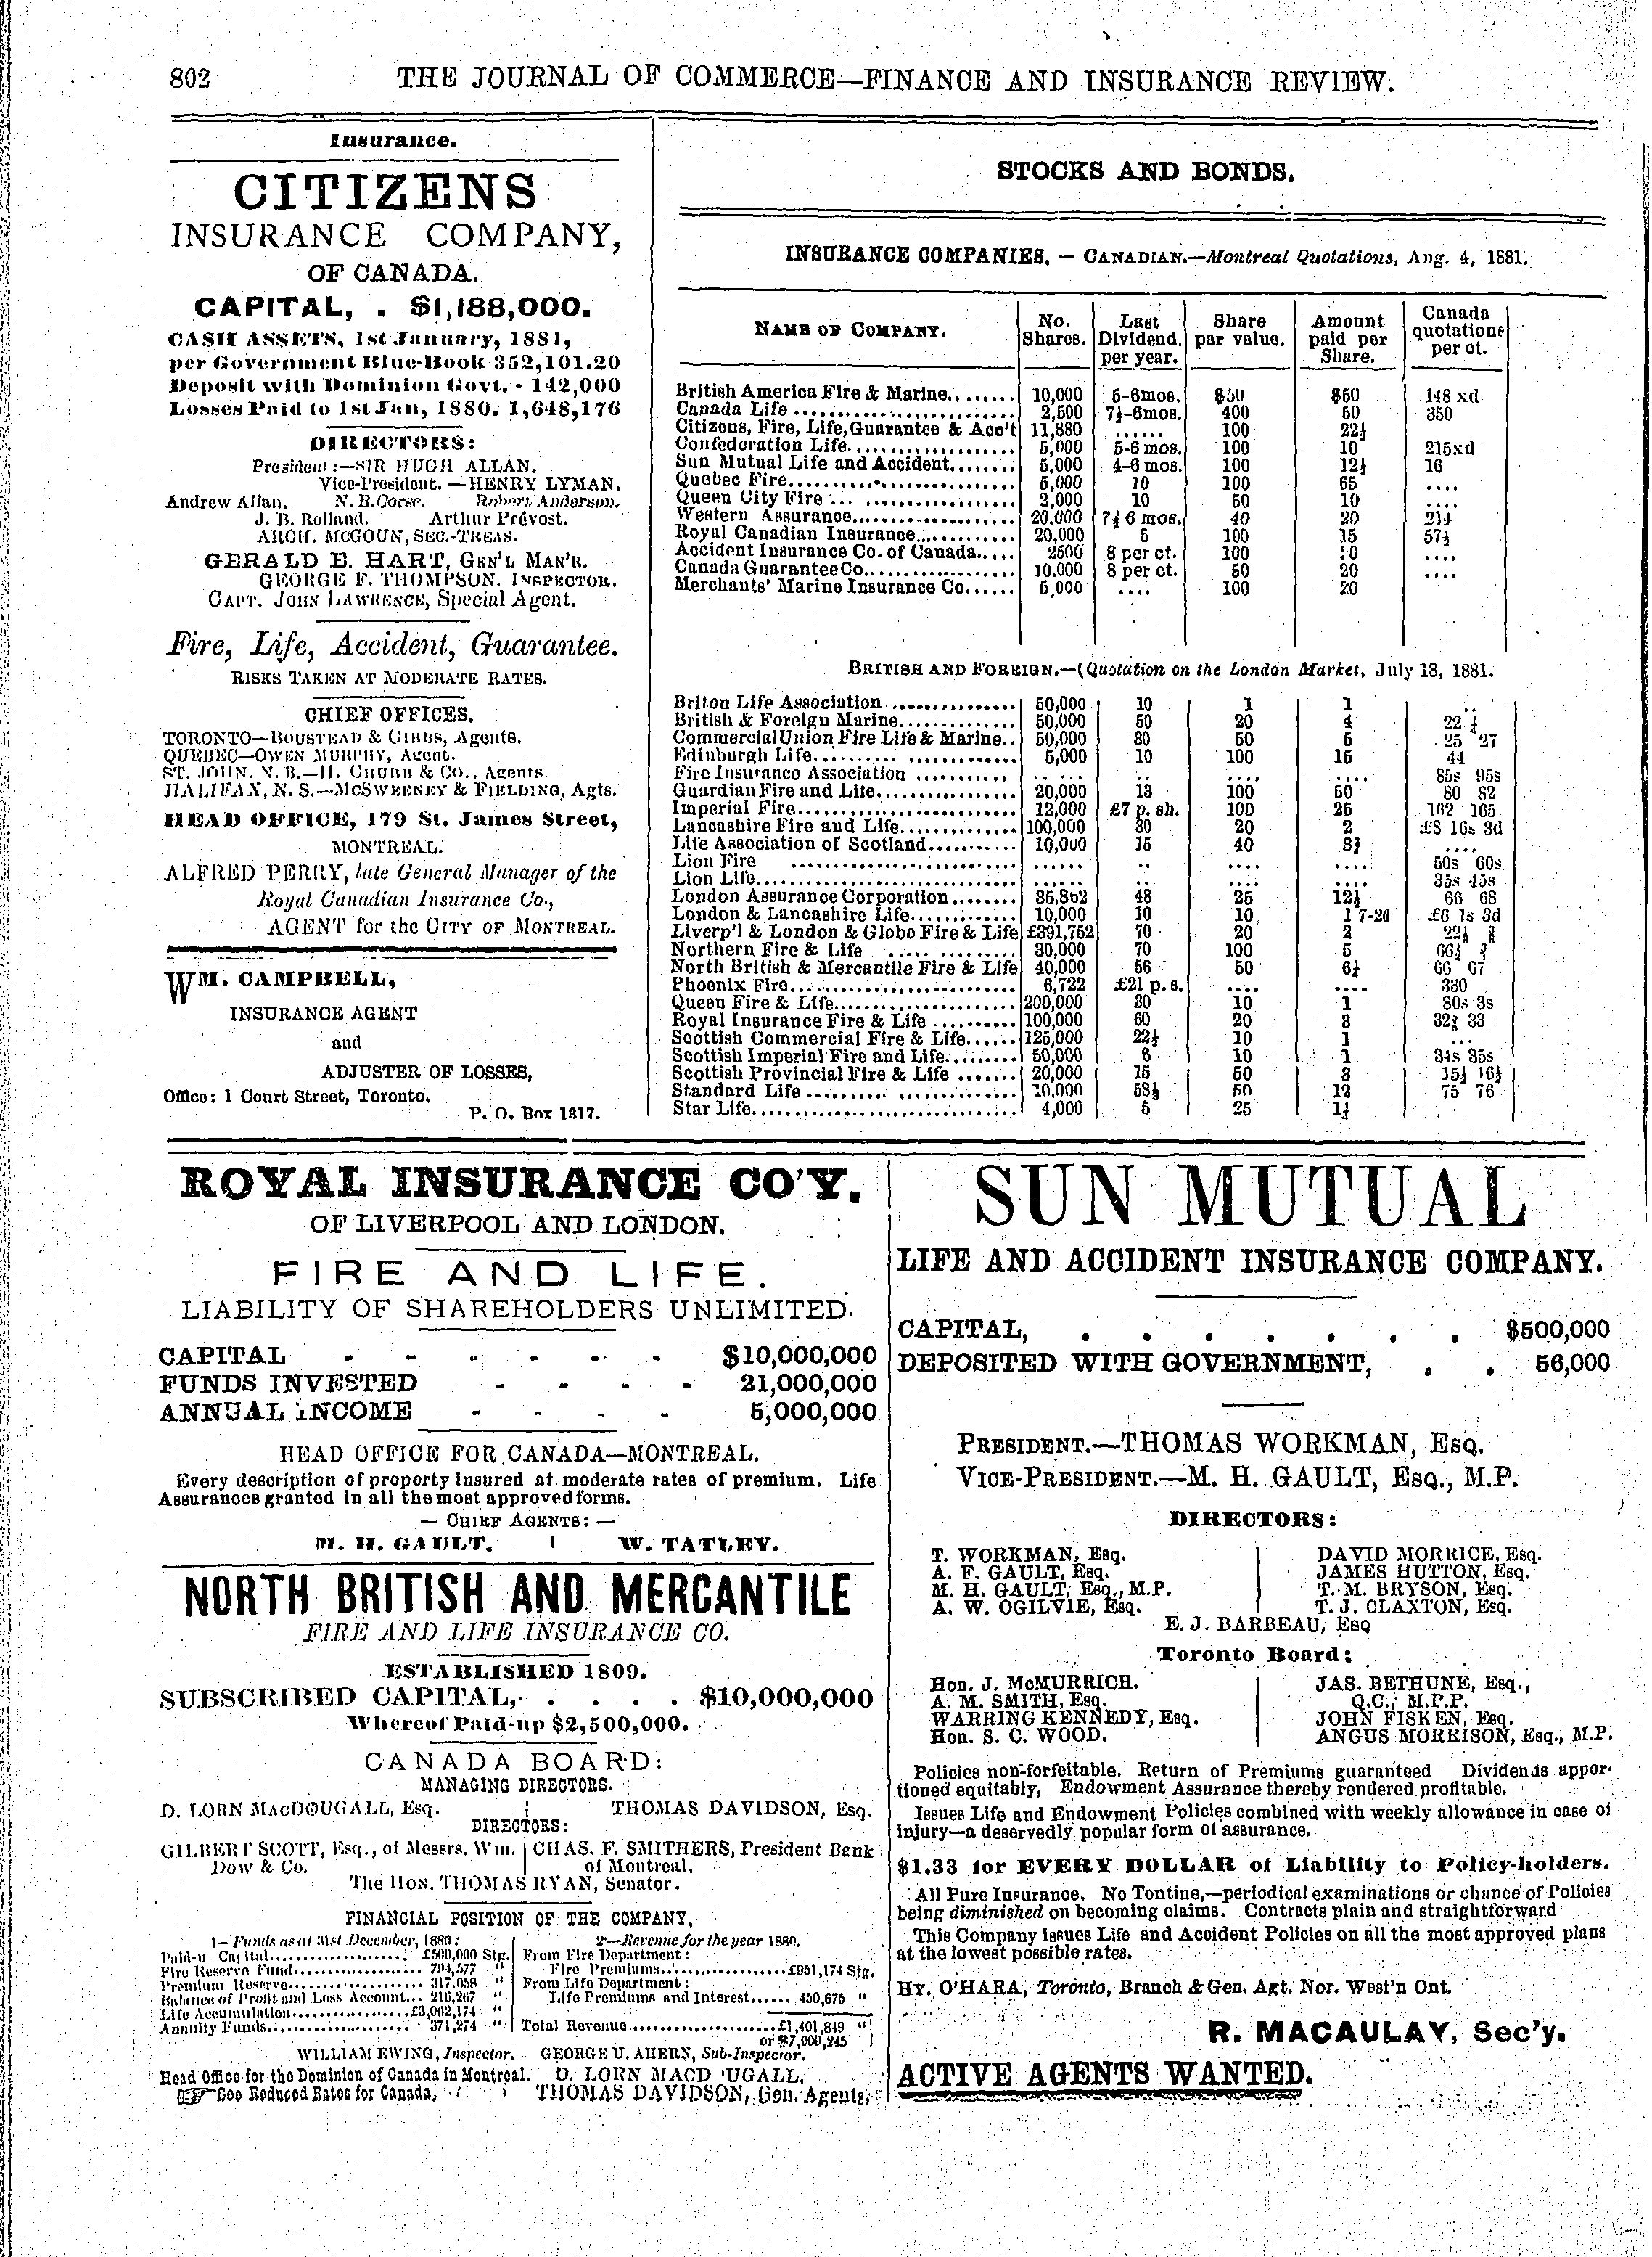 802 THE JOURNAL OF COMMERCE—FINANCE AND INSURANCE REVIEW.
Insurance.
CITIZENS
INSURANCE COMPANY,
OF CANADA.
CAPITAL, . $1,188,000.
CASH ASSETS, 1st January, 1881,
per Government Blue-Book 352,101.20
Deposit with Dominion Govt. - 142,000
Losses Paid to 1st Jan, 1880. 1,648,176
DIRECTORS:
President:—SIR HUGH ALLAN.
Vice-President.—HENRY LYMAN.
Andrew Allan. N. B. Corse. Robert Anderson.
J. B. Rolland. Arthur Prévost.
ARCH. McGOUN, SEC.-TREAS.
GERALD E. HART, GEN'L MAN'R.
GEORGE F. THOMPSON, INSPECTOR.
CAPT. JOHN LAWRENCE, Special Agent.
Fire, Life, Accident, Guarantee.
RISKS TAKEN AT MODERATE RATES.
CHIEF OFFICES.
TORONTO—BOUSTEAD & GIBBS, Agents.
QUEBEC—OWEN MURPHY, Agent.
ST. JOHN, N. B.—H. CHUBB & CO., Agents.
HALIFAX, N. S.—McSWEENEY & FIELDING, Agts.
HEAD OFFICE, 179 St. James Street,
MONTREAL.
ALFRED PERRY, late General Manager of the
Royal Canadian Insurance Co.,
AGENT for the CITY OF MONTREAL.
WM. CAMPBELL,
INSURANCE AGENT
and
ADJUSTER OF LOSSES,
Office: 1 Court Street, Toronto.
P. O. Box 1317.
STOCKS AND BONDS.
INSURANCE COMPANIES. — CANADIAN.—Montreal Quotations, Aug. 4, 1881.
NAME OF COMPANY. No. Shares. Last Dividend. per year. Share par value. Amount paid per Share. Canada quotations per ct.
British America Fire & Marine........ 10,000 5-6mos. $50 $50 148 xd
Canada Life .......... 2,500 7½-6mos. 400 50 350
Citizens, Fire, Life, Guarantee & Acc't 11,880 ...... 100 22½
Confederation Life.......... 5,000 5-6 mos. 100 10 215xd
Sun Mutual Life and Accident........ 5,000 4-6 mos. 100 12½ 16
Quebec Fire.......... 5,000 10 100 65 ....
Queen City Fire .......... 2,000 10 50 10 ....
Western Assurance.......... 20,000 7½ 6 mos. 40 20 214
Royal Canadian Insurance.......... 20,000 5 100 15 57½
Accident Insurance Co. of Canada..... 2500 8 per ct. 100 ....
Canada Guarantee Co.......... 10.000 8 per ct. 50 20 ....
Merchants' Marine Insurance Co...... 5,000 .... 100 20
BRITISH AND FOREIGN.—(Quotation on the London Market, July 13, 1881.
Briton Life Association.......... 50,000 10 1 1 ..
British & Foreign Marine.......... 50,000 50 20 4 22
Commercial Union Fire Life & Marine.. 50,000 30 50 5 25 27
Edinburgh Life.......... 5,000 10 100 15 44
Fire Insurance Association .......... .... .. .... .... 85s 95s
Guardian Fire and Life.......... 20,000 13 100 50 80 82
Imperial Fire.......... 12,000 £7 p. sh. 100 25 162 165
Lancashire Fire and Life.......... 100,000 30 20 2 £8 16s 3d
Life Association of Scotland.......... 10,000 15 40 ....
Lion Fire .......... ...... .. .... .... 50s 60s
Lion Life.......... ...... .. .... .... 35s 45s
London Assurance Corporation........ 35,862 48 25 12½ 66 68
London & Lancashire Life.......... 10,000 10 10 1 7-20 £6 1s 3d
Liverp'l & London & Globe Fire & Life £391,752 70 20 2 22½
Northern Fire & Life .......... 30,000 70 100 5 66½
North British & Mercantile Fire & Life 40,000 56 50 6¼ 66 67
Phoenix Fire.......... 6,722 £21 p. s. .... .... 330
Queen Fire & Life.......... 200,000 30 10 1 80s 3s
Royal Insurance Fire & Life .......... 100,000 60 20 3 33
Scottish Commercial Fire & Life...... 125,000 22½ 10 1 ...
Scottish Imperial Fire and Life........ 50,000 6 10 1 34s 35s
Scottish Provincial Fire & Life ....... 20,000 15 50 3 15½ 16½
Standard Life .......... 10,000 58½ 50 12 75 76
Star Life.......... 4,000 5 25 1¼
ROYAL INSURANCE CO'Y.
OF LIVERPOOL AND LONDON.
FIRE AND LIFE.
LIABILITY OF SHAREHOLDERS UNLIMITED.
CAPITAL - - - - - - $10,000,000
FUNDS INVESTED - - - - 21,000,000
ANNUAL INCOME - - - - 5,000,000
HEAD OFFICE FOR CANADA—MONTREAL.
Every description of property insured at moderate rates of premium. Life
Assurances granted in all the most approved forms.
— CHIEF AGENTS: —
M. H. GAULT. | W. TATLEY.
NORTH BRITISH AND MERCANTILE
FIRE AND LIFE INSURANCE CO.
ESTABLISHED 1809.
SUBSCRIBED CAPITAL, . . . . $10,000,000
Whereof Paid-up $2,500,000.
CANADA BOARD:
MANAGING DIRECTORS.
D. LORN MACDOUGALL, Esq. | THOMAS DAVIDSON, Esq.
DIRECTORS:
GILBERT SCOTT, Esq., of Messrs. Wm. | CHAS. F. SMITHERS, President Bank
Dow & Co. of Montreal,
The Hon. THOMAS RYAN, Senator.
FINANCIAL POSITION OF THE COMPANY,
1—Funds as at 31st December, 1880:
Paid-u Capital.......... £500,000 Stg.
Fire Reserve Fund.......... 794,577 "
Premium Reserve.......... 317,058 "
Balance of Profit and Loss Account... 216,267 "
Life Accumulation.......... £3,062,174 "
Annuity Funds.......... 371,274 "
2—Revenue for the year 1880.
From Fire Department:
Fire Premiums.......... £951,174 Stg.
From Life Department:
Life Premiums and Interest...... 450,675 "
Total Revenue.......... £1,401,849 "
or $7,000,245
WILLIAM EWING, Inspector. GEORGE U. AHERN, Sub-Inspector.
Head Office for the Dominion of Canada in Montreal. D. LORN MACD 'UGALL,
See Reduced Rates for Canada. THOMAS DAVIDSON, Gen. Agents,
SUN MUTUAL
LIFE AND ACCIDENT INSURANCE COMPANY.
CAPITAL, . . . . . . . $500,000
DEPOSITED WITH GOVERNMENT, . . 56,000
PRESIDENT.—THOMAS WORKMAN, ESQ.
VICE-PRESIDENT.—M. H. GAULT, ESQ., M.P.
DIRECTORS:
T. WORKMAN, Esq. | DAVID MORRICE, Esq.
A. F. GAULT, Esq. JAMES HUTTON, Esq.
M. H. GAULT, Esq., M.P. T. M. BRYSON, Esq.
A. W. OGILVIE, Esq. T. J. CLAXTON, Esq.
E. J. BARBEAU, Esq
Toronto Board:
Hon. J. McMURRICH. JAS. BETHUNE, Esq.,
A. M. SMITH, Esq. Q.C., M.P.P.
WARRING KENNEDY, Esq. JOHN FISKEN, Esq.
Hon. S. C. WOOD. ANGUS MORRISON, Esq., M.P.
Policies non-forfeitable. Return of Premiums guaranteed Dividends appor-
tioned equitably, Endowment Assurance thereby rendered profitable.
Issues Life and Endowment Policies combined with weekly allowance in case of
injury—a deservedly popular form of assurance.
$1.33 for EVERY DOLLAR of Liability to Policy-holders.
All Pure Insurance. No Tontine,—periodical examinations or chance of Policies
being diminished on becoming claims. Contracts plain and straightforward
This Company issues Life and Accident Policies on all the most approved plans
at the lowest possible rates.
HY. O'HARA, Toronto, Branch & Gen. Agt. Nor. West'n Ont.
R. MACAULAY, Sec'y.
ACTIVE AGENTS WANTED.